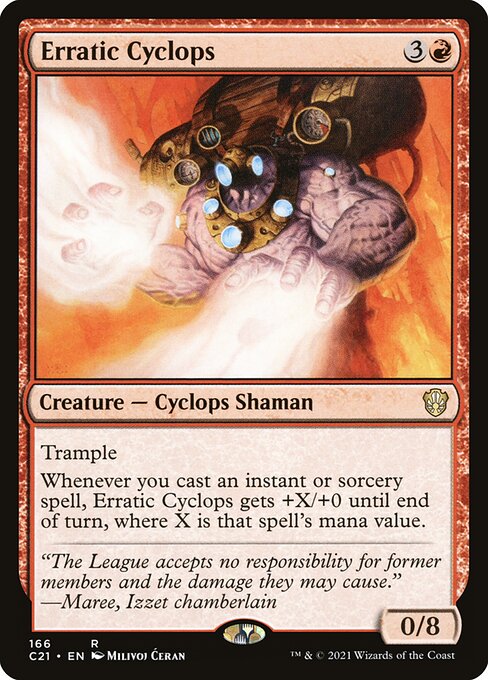 Erratic Cyclops 3
Creature — Cyclops Shaman
Trample
Whenever you cast an instant or sorcery
spell, Erratic Cyclops gets +X/+0 until end
of turn, where X is that spell’s mana value.
“The League accepts no responsibility for former
members and the damage they may cause.”
—Maree, Izzet chamberlain
0/8
166 R
C21 • EN Milivoj Ćeran
™ & © 2021 Wizards of the Coast